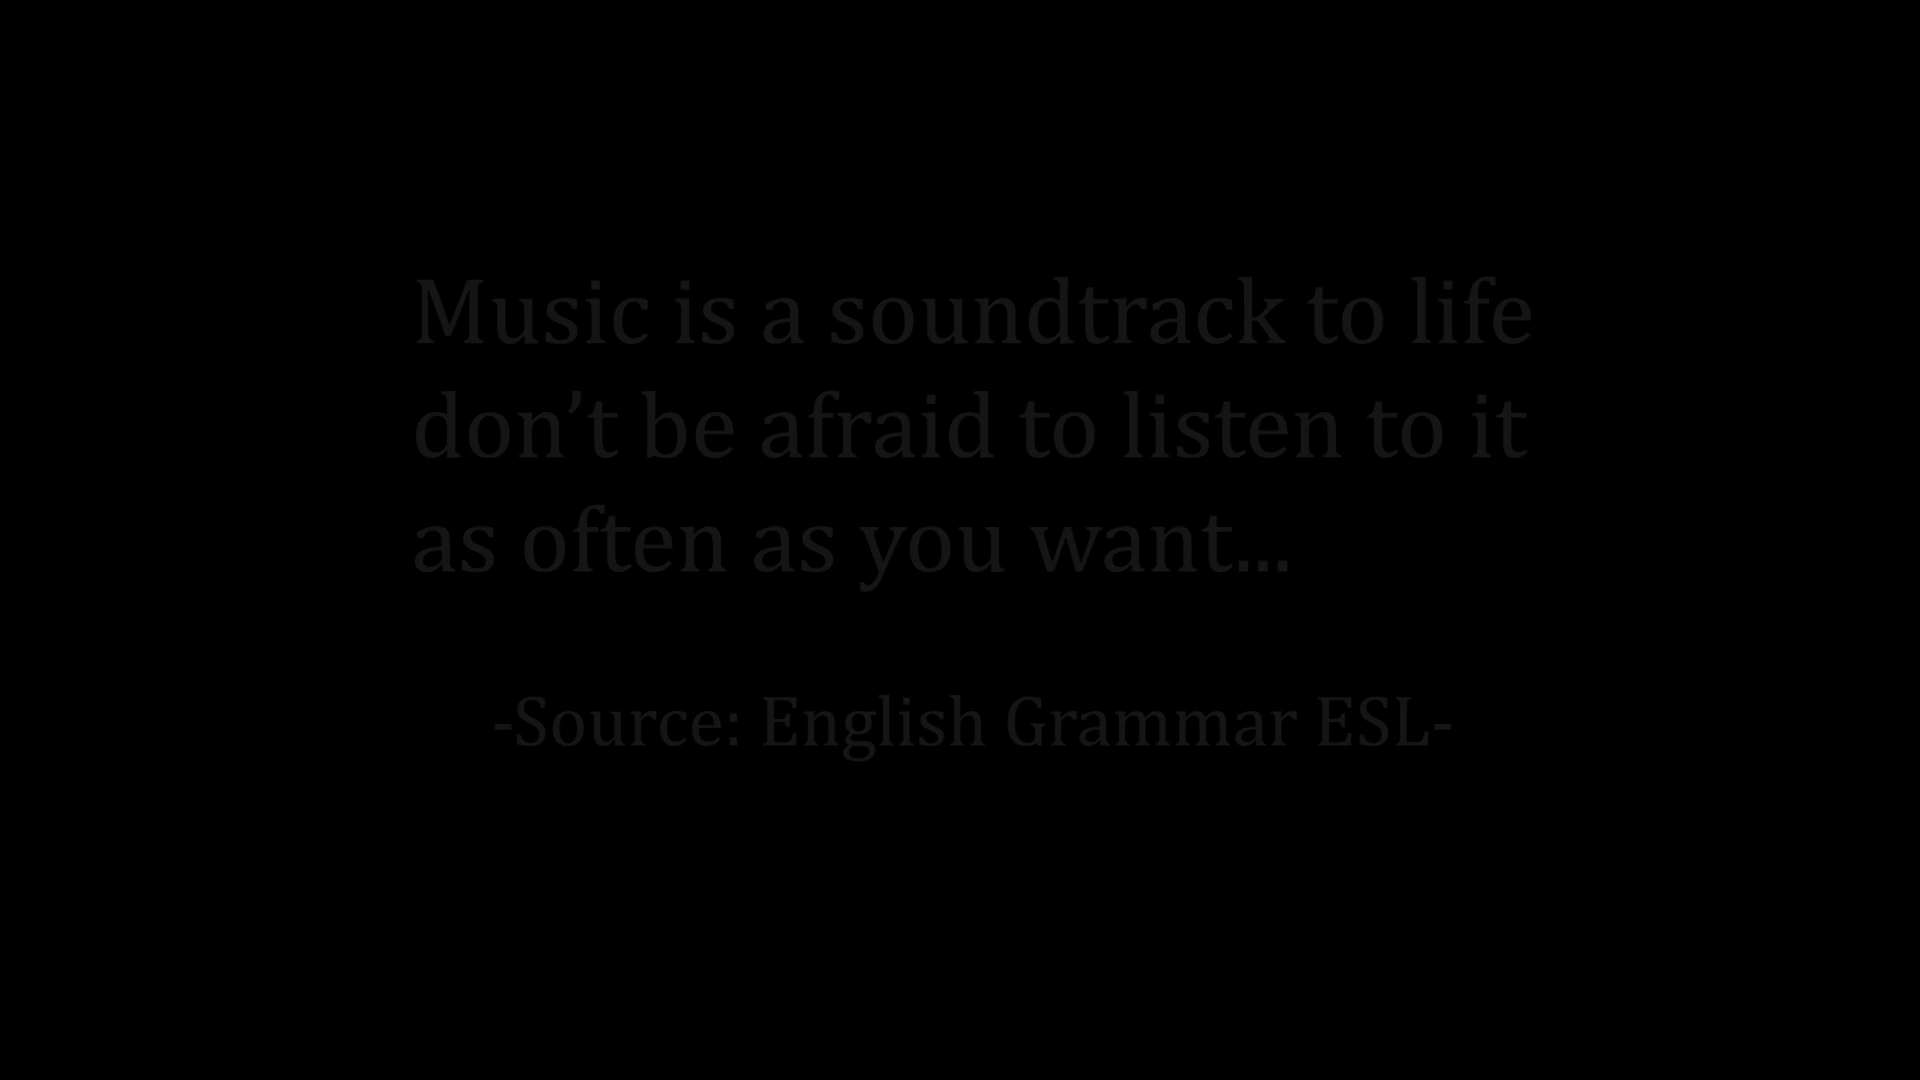 Music is a soundtrack to life
don’t be afraid to listen to it
as often as you want...
-Source: English Grammar ESL-